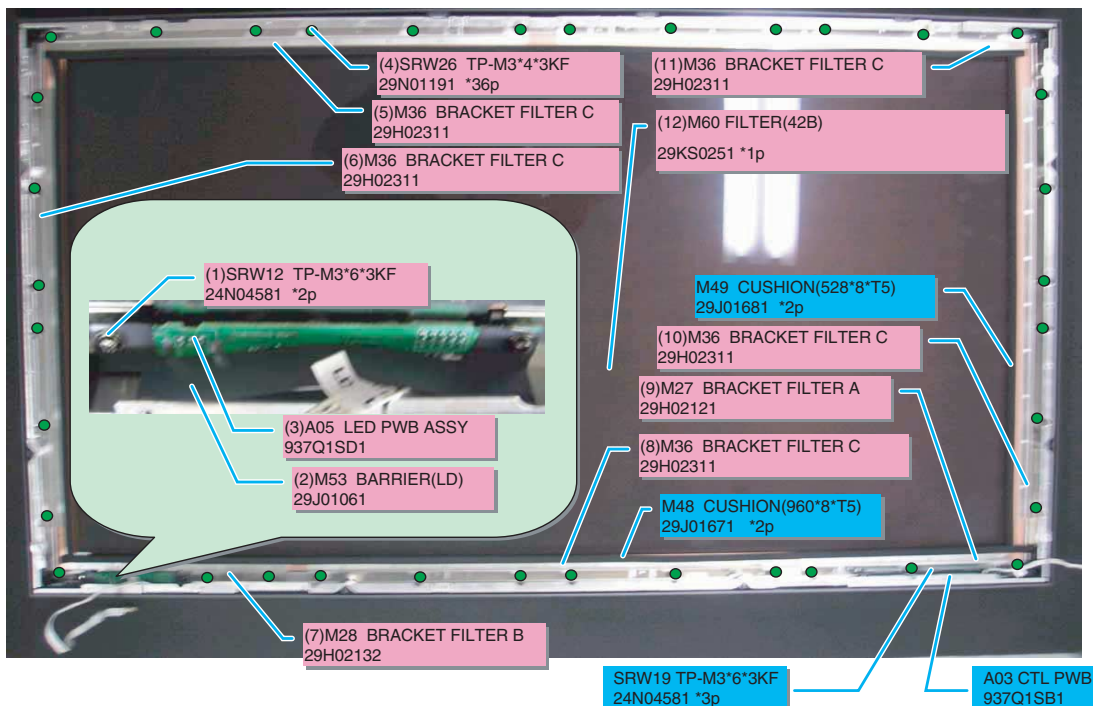 (4)SRW26 TP-M3*4*3KF
29N01191 *36p
(11)M36 BRACKET FILTER C
29H02311
(5)M36 BRACKET FILTER C
29H02311
(12)M60 FILTER(42B)
29KS0251 *1p
(6)M36 BRACKET FILTER C
29H02311
(1)SRW12 TP-M3*6*3KF
24N04581 *2p
M49 CUSHION(528*8*T5)
29J01681 *2p
(10)M36 BRACKET FILTER C
29H02311
(9)M27 BRACKET FILTER A
29H02121
(3)A05 LED PWB ASSY
937Q1SD1
(8)M36 BRACKET FILTER C
29H02311
(2)M53 BARRIER(LD)
29J01061
M48 CUSHION(960*8*T5)
29J01671 *2p
(7)M28 BRACKET FILTER B
29H02132
SRW19 TP-M3*6*3KF
24N04581 *3p
A03 CTL PWB
937Q1SB1